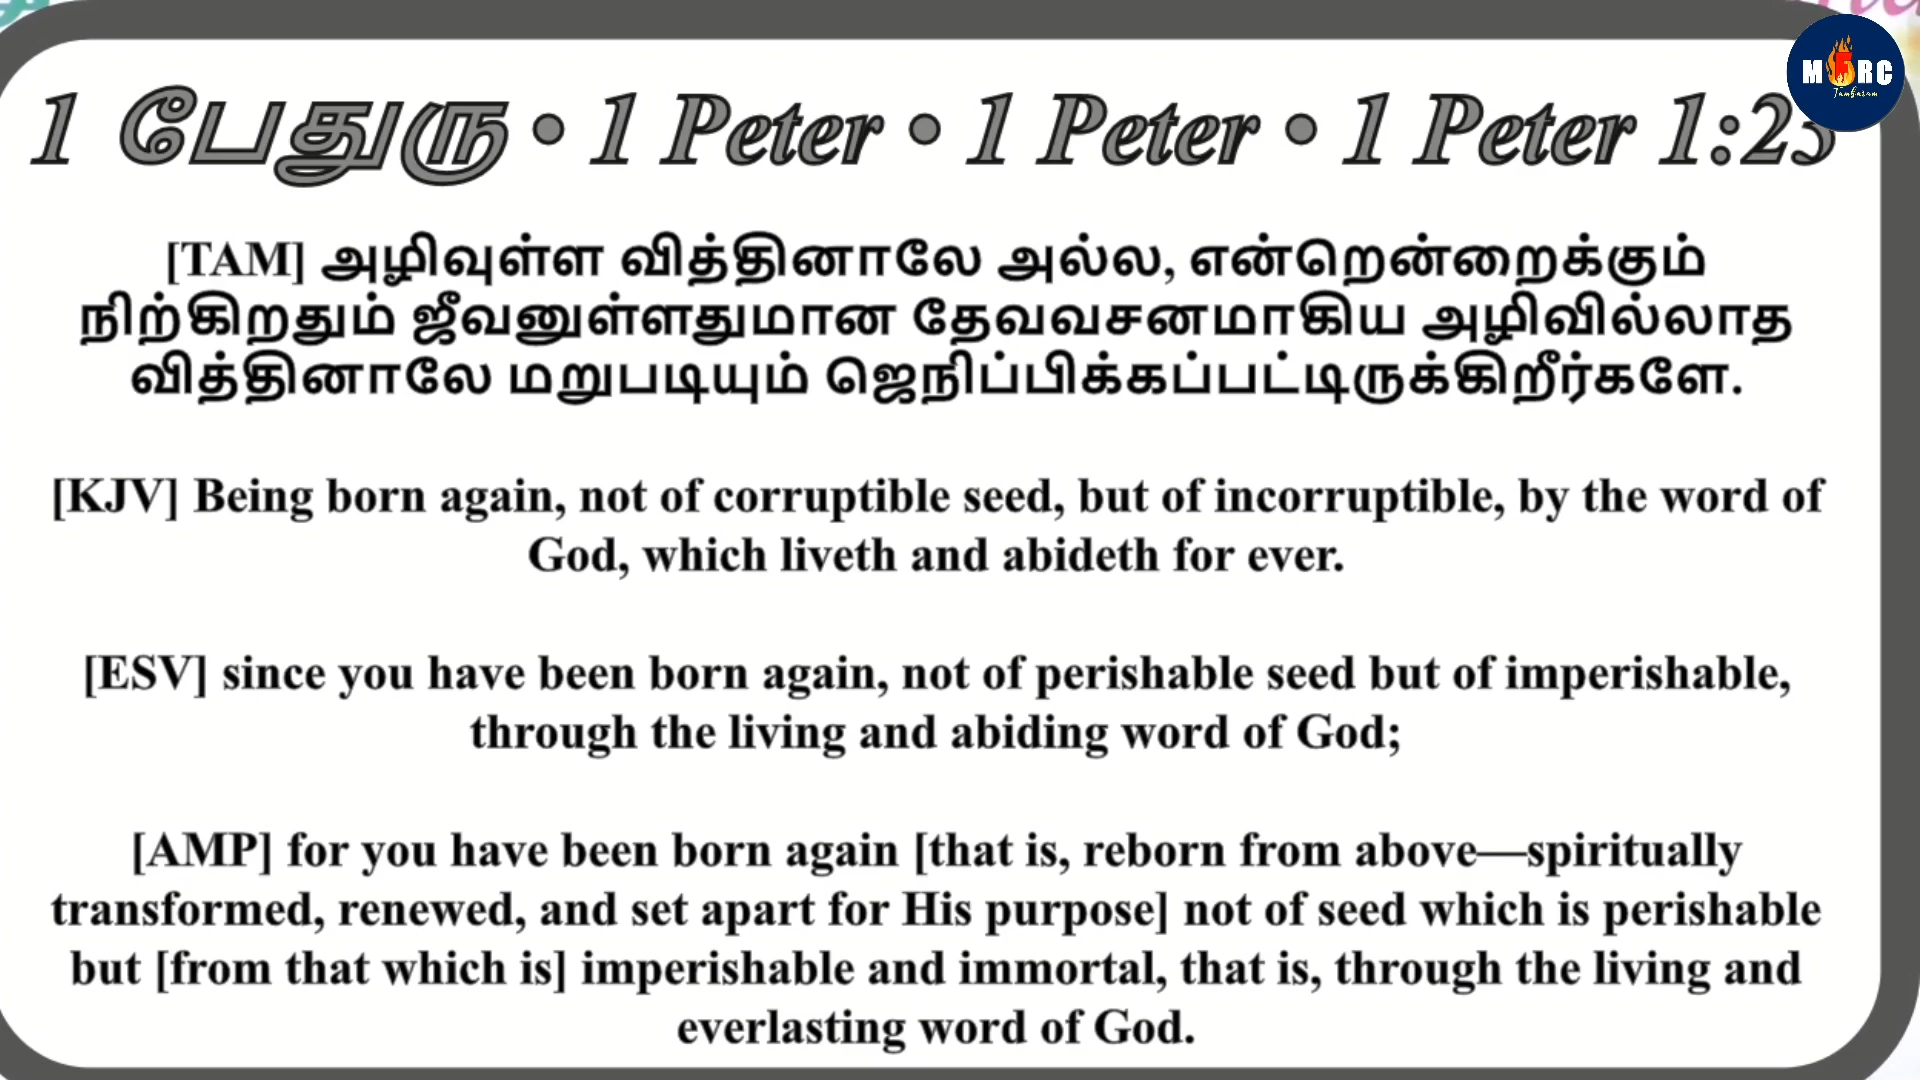 1 பேதுரு • 1 Peter • 1 Peter • 1 Peter 1:23
MFRC
Tambaram
[TAM] அழிவுள்ள வித்தினாலே அல்ல, என்றென்றைக்கும்
நிற்கிறதும் ஜீவனுள்ளதுமான தேவவசனமாகிய அழிவில்லாத
வித்தினாலே மறுபடியும் ஜெநிப்பிக்கப்பட்டிருக்கிறீர்களே.
[KJV] Being born again, not of corruptible seed, but of incorruptible, by the word of
God, which liveth and abideth for ever.
[ESV] since you have been born again, not of perishable seed but of imperishable,
through the living and abiding word of God;
[AMP] for you have been born again [that is, reborn from above—spiritually
transformed, renewed, and set apart for His purpose] not of seed which is perishable
but [from that which is] imperishable and immortal, that is, through the living and
everlasting word of God.